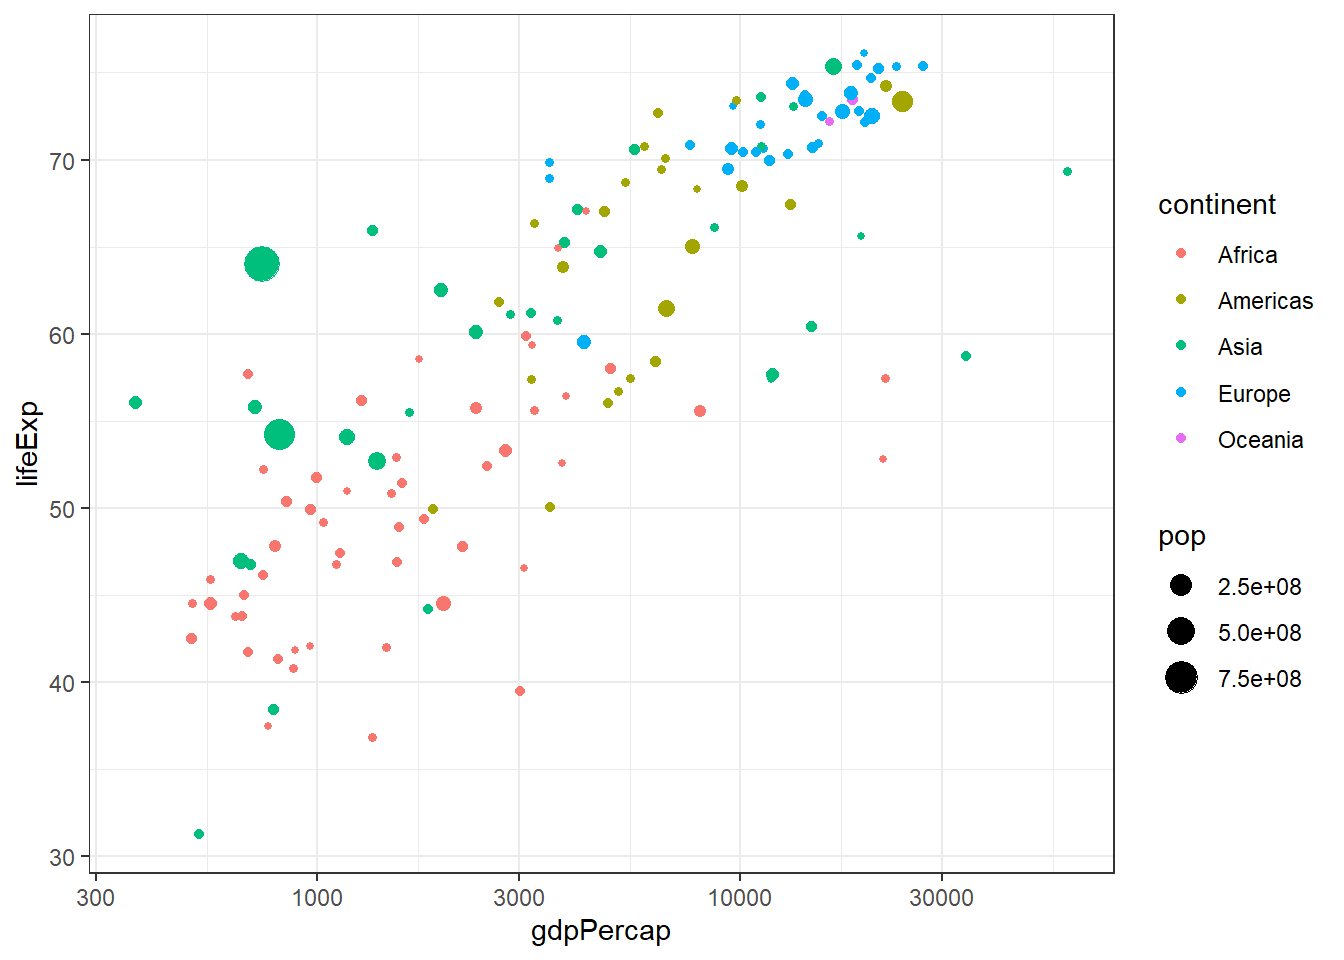 70
60
50
40
30
lifeExp
300 1000 3000 10000 30000
gdpPercap
continent
Africa
Americas
Asia
Europe
Oceania
pop
2.5e+08
5.0e+08
7.5e+08